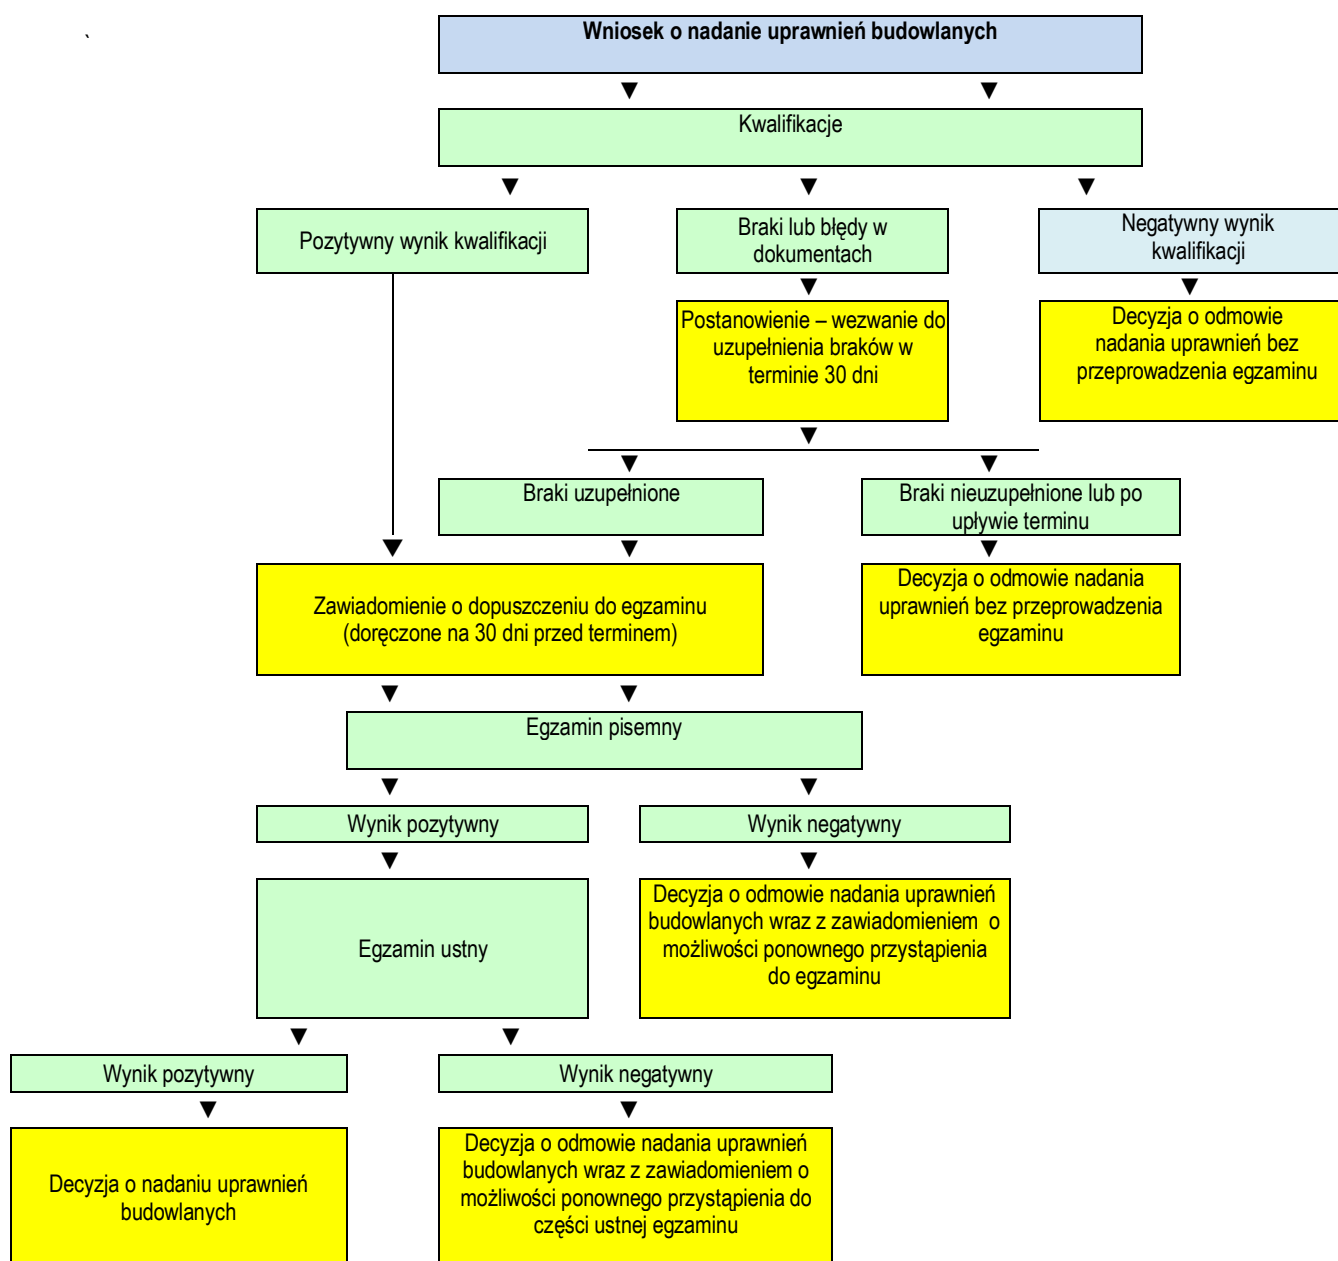 Wniosek o nadanie uprawnień budowlanych
Kwalifikacje
Pozytywny wynik kwalifikacji
Braki lub błędy w
dokumentach
Negatywny wynik
kwalifikacji
Postanowienie – wezwanie do
uzupełnienia braków w
terminie 30 dni
Decyzja o odmowie
nadania uprawnień bez
przeprowadzenia egzaminu
Braki uzupełnione
Braki nieuzupełnione lub po
upływie terminu
Zawiadomienie o dopuszczeniu do egzaminu
(doręczone na 30 dni przed terminem)
Decyzja o odmowie nadania
uprawnień bez przeprowadzenia
egzaminu
Egzamin pisemny
Wynik pozytywny
Wynik negatywny
Egzamin ustny
Decyzja o odmowie nadania uprawnień
budowlanych wraz z zawiadomieniem o
możliwości ponownego przystąpienia
do egzaminu
Wynik pozytywny
Wynik negatywny
Decyzja o nadaniu uprawnień
budowlanych
Decyzja o odmowie nadania uprawnień
budowlanych wraz z zawiadomieniem o
możliwości ponownego przystąpienia do
części ustnej egzaminu